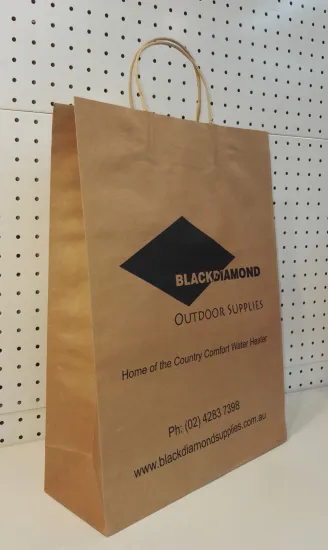 BLACKDIAMOND
OUTDOOR SUPPLIES
Home of the Country Comfort Water Heater
Ph: (02) 4283 7398
www.blackdiamondsupplies.com.au